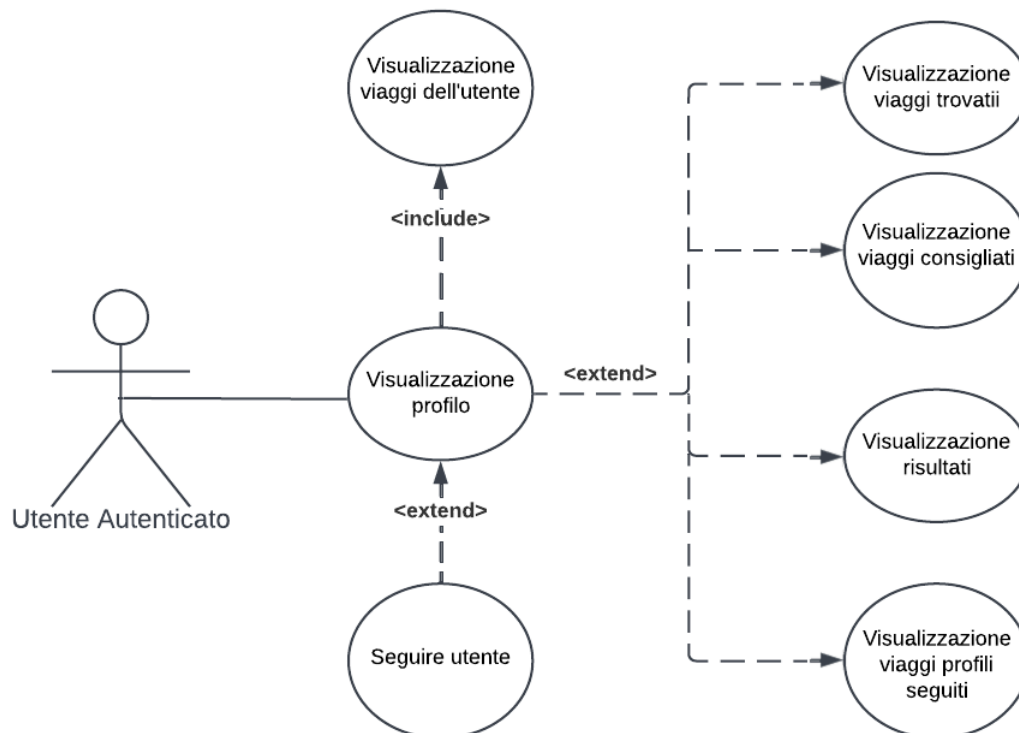 Visualizzazione
viaggi dell'utente
Visualizzazione
viaggi trovatii
<include>
Visualizzazione
viaggi consigliati
Visualizzazione
profilo
<extend>
Visualizzazione
risultati
<extend>
Utente Autenticato
Seguire utente
Visualizzazione
viaggi profili
seguiti